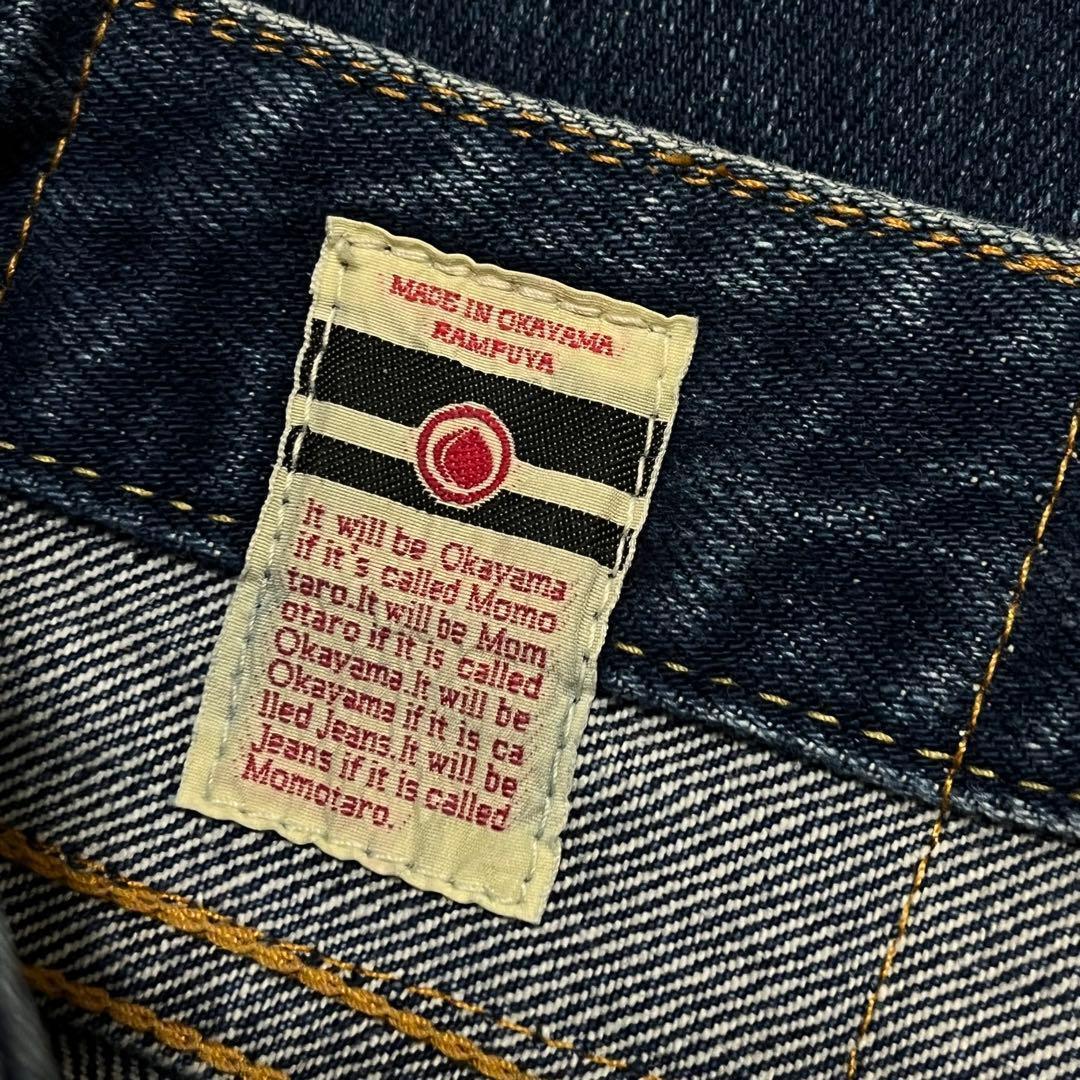 MADE IN OKAYAMA
RAMPUYA
It will be Okayama
if it's called Momo
taro.It will be Mom
otaro if it is called
Okayama.It will be
Okayama if it is ca
lled Jeans.It will be
Jeans if it is called
Momotaro.